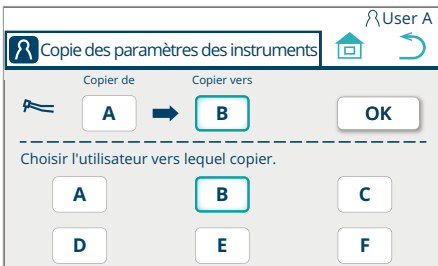 User A
Copie des paramètres des instruments
Copier de Copier vers
A B OK
Choisir l'utilisateur vers lequel copier.
A B C
D E F